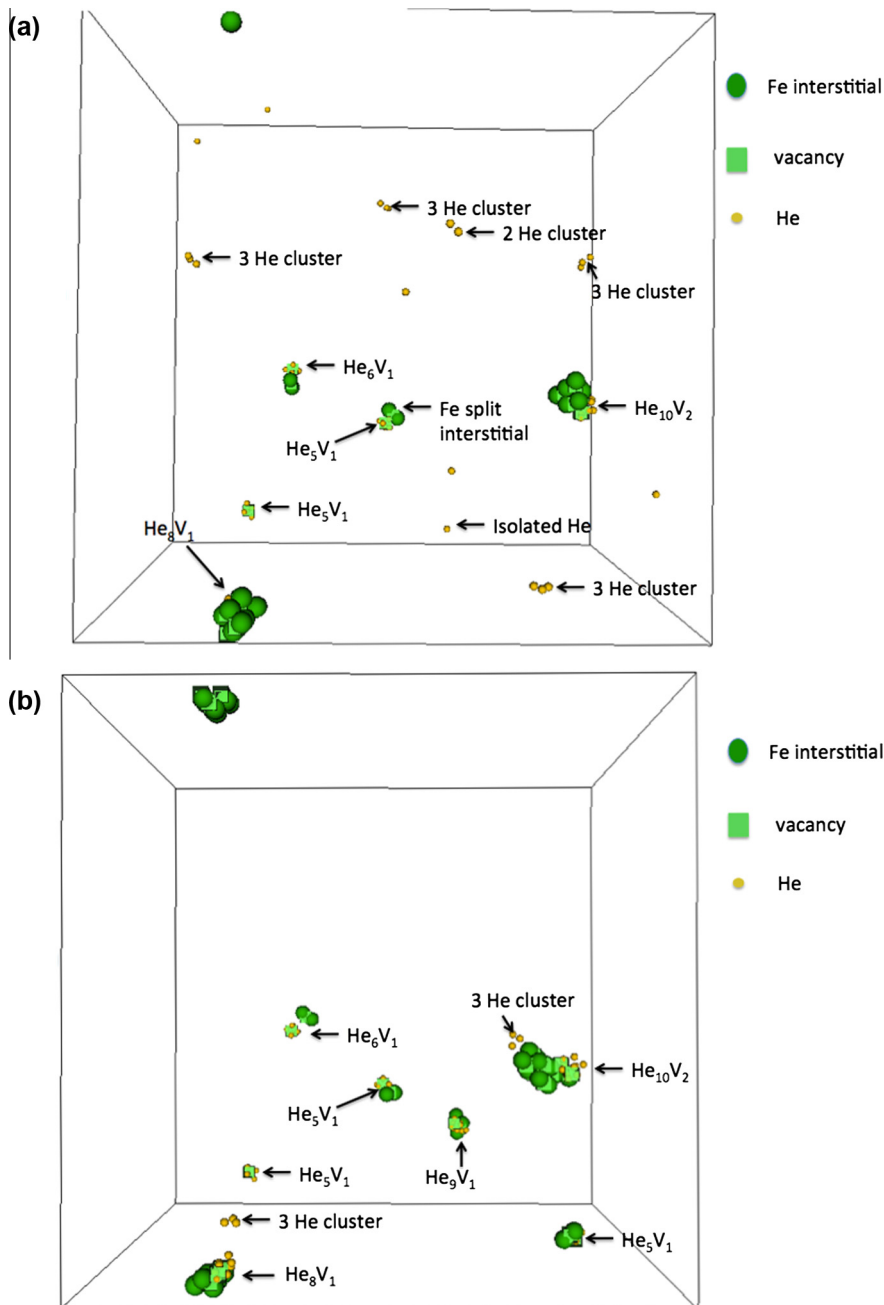 (a)
Fe interstitial
vacancy
He
3 He cluster
2 He cluster
3 He cluster
3 He cluster
He₆V₁
Fe split
interstitial
He₁₀V₂
He₅V₁
He₅V₁
Isolated He
He₈V₁
3 He cluster
(b)
Fe interstitial
vacancy
He
3 He cluster
He₆V₁
He₁₀V₂
He₅V₁
He₅V₁
He₉V₁
3 He cluster
He₅V₁
He₈V₁